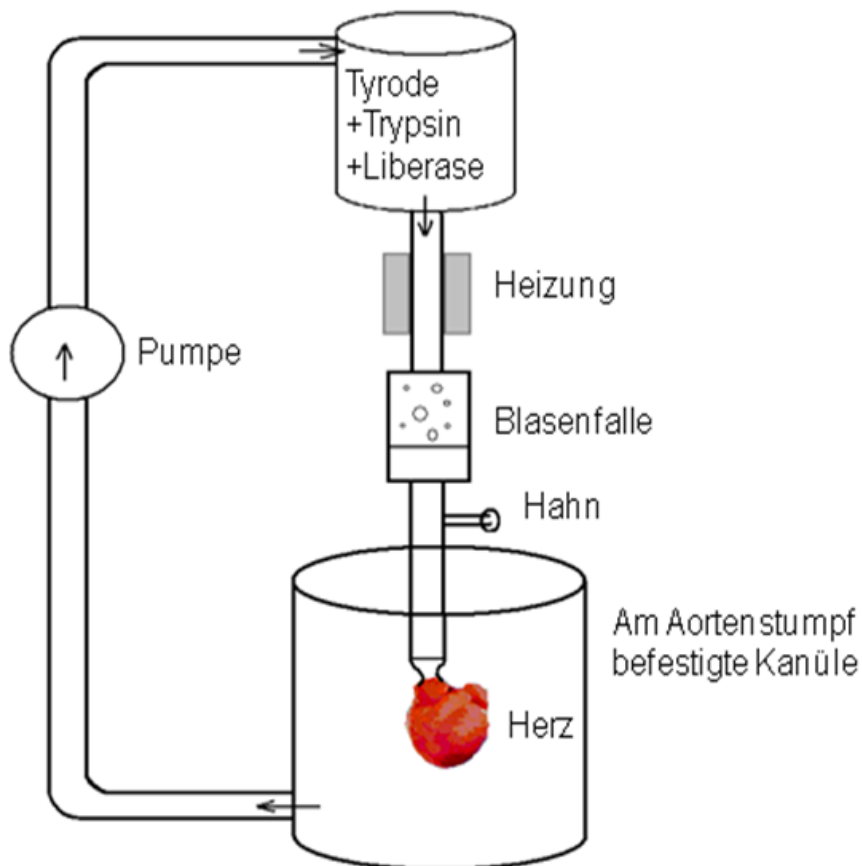 Tyrode
+Trypsin
+Liberase
Heizung
Pumpe
Blasenfalle
Hahn
Am Aortenstumpf
befestigte Kanüle
Herz